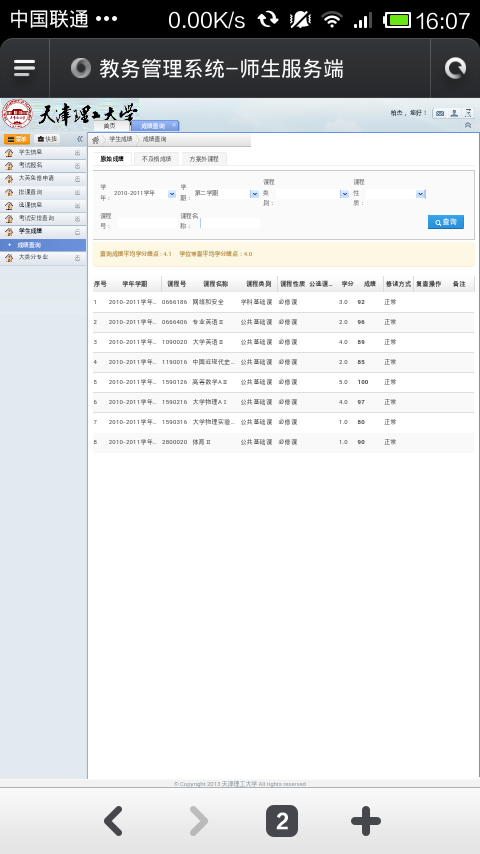 中国联通 ••• 0.00K/s 16:07
教务管理系统-师生服务端
天津理工大学
柏杰，您好！
首页 成绩查询
菜单 快捷
学生成绩 成绩查询
学生信息
考试报名
大英免修申请
排课查询
选课信息
考试安排查询
学生成绩
成绩查询
大类分专业
原始成绩 不及格成绩 方案外课程
学年： 2010-2011学年 学期： 第二学期 课程类别： 课程性质：
课程号： 课程名称： 查询
查询成绩平均学分绩点：4.1 学位带富平均学分绩点：4.0
序号 学年学期 课程号 课程名称 课程类别 课程性质 公选课... 学分 成绩 修读方式 复查操作 备注
1 2010-2011学年.. 0666186 网络和安全 学科基础课 必修课 3.0 92 正常
2 2010-2011学年.. 0666406 专业英语II 公共基础课 必修课 2.0 96 正常
3 2010-2011学年.. 1090020 大学英语II 公共基础课 必修课 4.0 89 正常
4 2010-2011学年.. 1190016 中国近现代史... 公共基础课 必修课 2.0 85 正常
5 2010-2011学年.. 1590126 高等数学AII 公共基础课 必修课 5.0 100 正常
6 2010-2011学年.. 1590216 大学物理AI 公共基础课 必修课 4.0 97 正常
7 2010-2011学年.. 1590316 大学物理实验... 公共基础课 必修课 1.0 80 正常
8 2010-2011学年.. 2800020 体育II 公共基础课 必修课 1.0 90 正常
© Copyright 2013 天津理工大学 All rights reserved
2